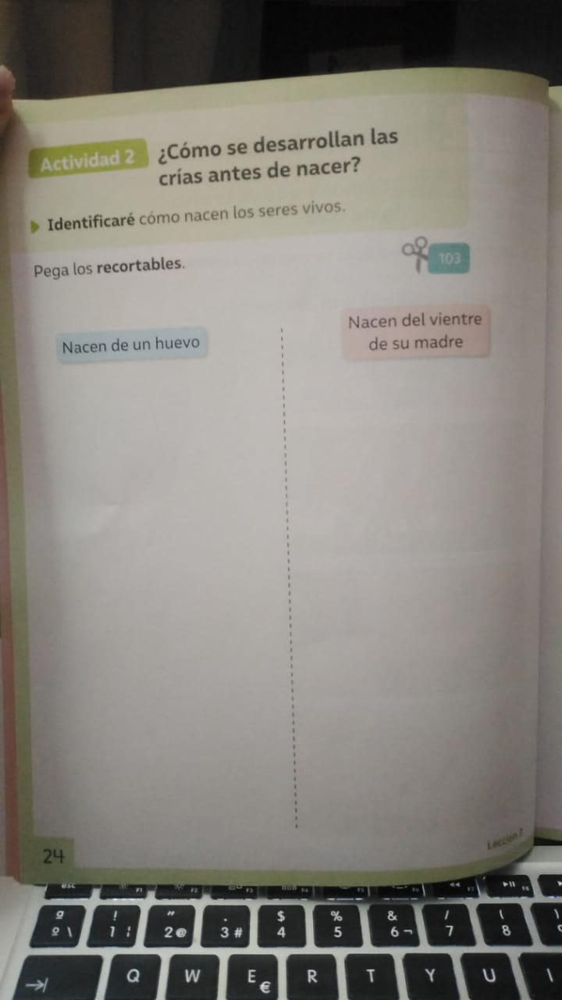 Actividad 2
¿Cómo se desarrollan las
crías antes de nacer?
Identificaré cómo nacen los seres vivos.
Pega los recortables.
103
Nacen de un huevo
Nacen del vientre
de su madre
24
Lección 2
esc F1 F2 F3 F4 F5 F6 F7 F8
ª ! " · $ % & / (
º \ 1 ¦ 2 @ 3 # 4 5 6 ¬ 7 8
Q W E € R T Y U I